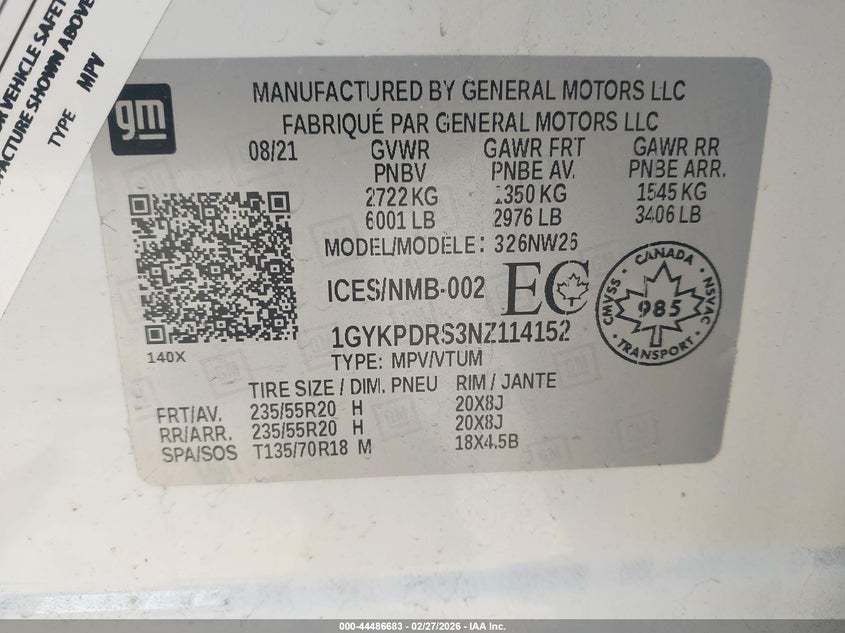 R VEHICLE SAFETY
FACTURE SHOWN ABOVE
TYPE MPV
gm
MANUFACTURED BY GENERAL MOTORS LLC
FABRIQUÉ PAR GENERAL MOTORS LLC
08/21 GVWR GAWR FRT GAWR RR
PNBV PNBE AV. PNBE ARR.
2722 KG 1350 KG 1545 KG
6001 LB 2976 LB 3406 LB
MODEL/MODÈLE: 326NW26
ICES/NMB-002 EC
CANADA
CMVSS 985 NSVAC
TRANSPORT
1GYKPDRS3NZ114152
140X
TYPE: MPV/VTUM
TIRE SIZE / DIM. PNEU RIM / JANTE
FRT/AV. 235/55R20 H 20X8J
RR/ARR. 235/55R20 H 20X8J
SPA/SOS T135/70R18 M 18X4.5B
000-44486683 / 02/27/2026 - IAA Inc.